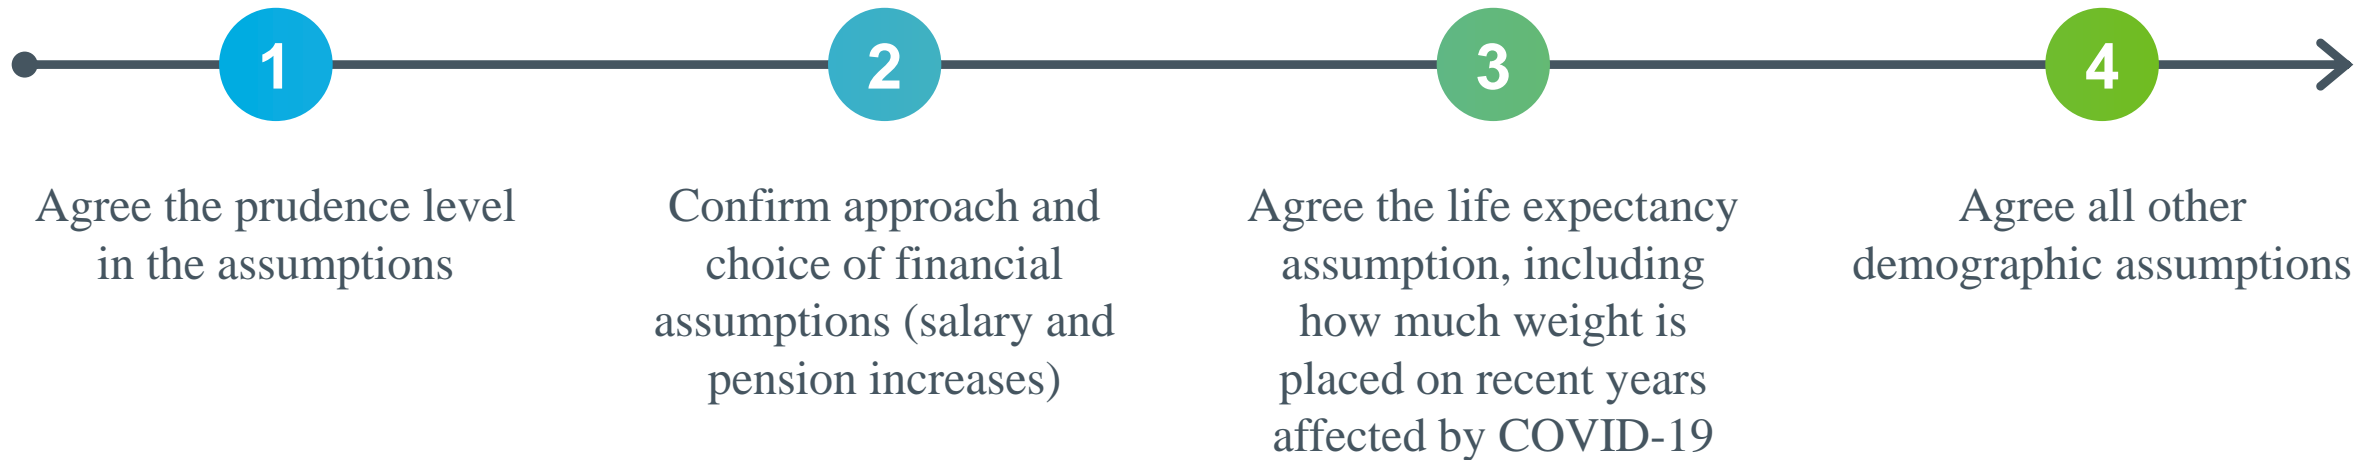 1
Agree the prudence level
in the assumptions
2
Confirm approach and
choice of financial
assumptions (salary and
pension increases)
3
Agree the life expectancy
assumption, including
how much weight is
placed on recent years
affected by COVID-19
4
Agree all other
demographic assumptions